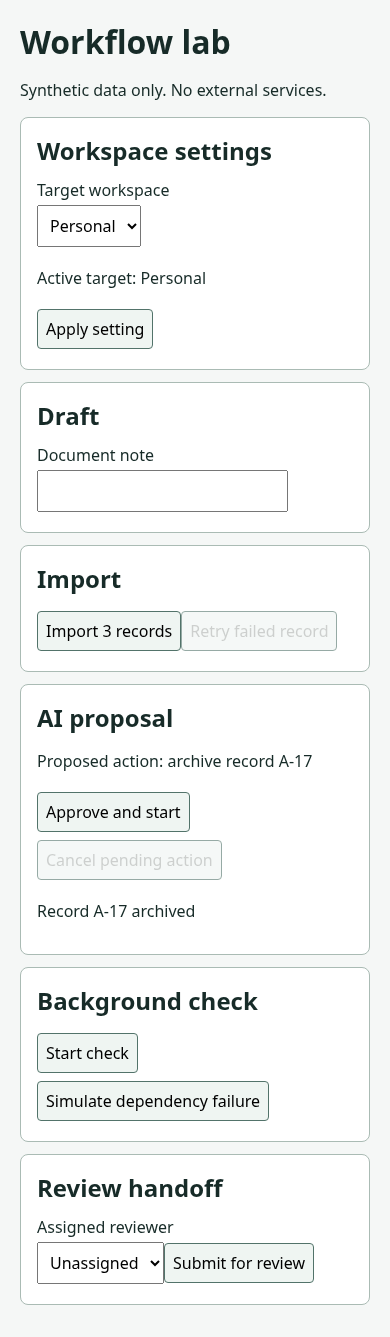 Workflow lab
Synthetic data only. No external services.
Workspace settings
Target workspace
Personal
Active target: Personal
Apply setting
Draft
Document note
Import
Import 3 records Retry failed record
AI proposal
Proposed action: archive record A-17
Approve and start
Cancel pending action
Record A-17 archived
Background check
Start check
Simulate dependency failure
Review handoff
Assigned reviewer
Unassigned Submit for review